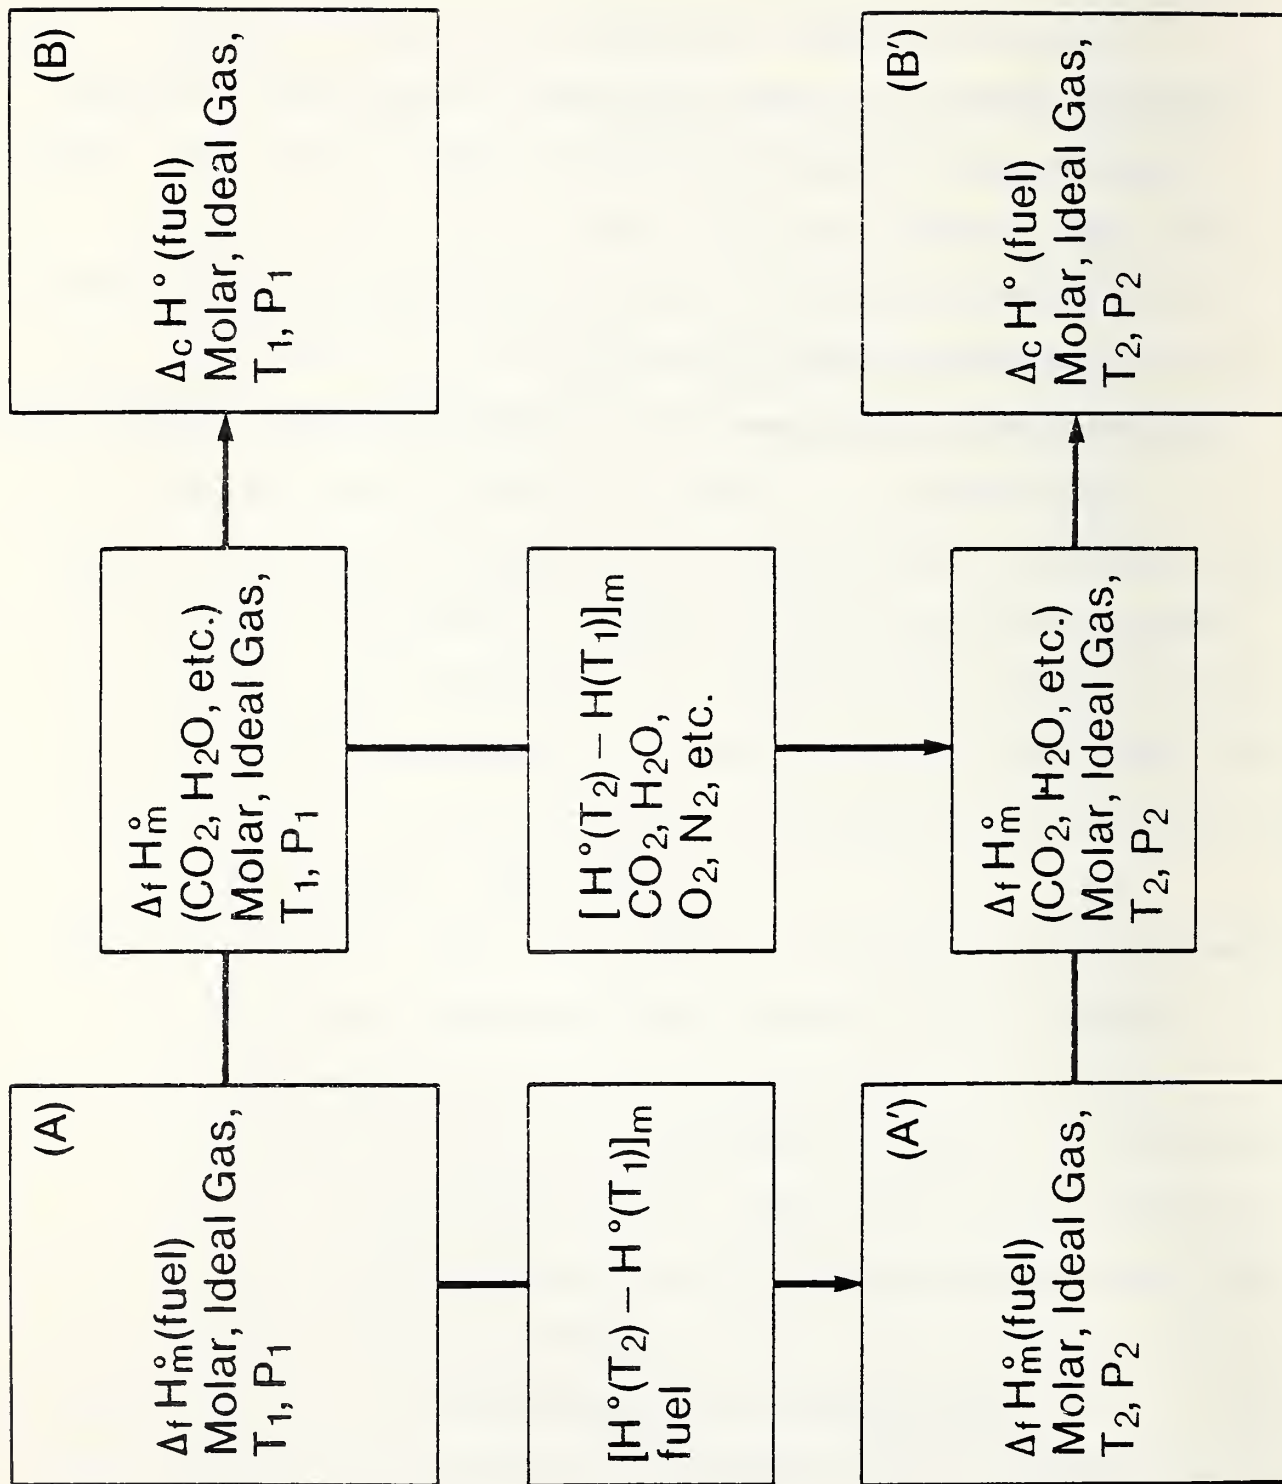 (A)
Δf H°m (fuel)
Molar, Ideal Gas,
T1, P1
Δf H°m
(CO2, H2O, etc.)
Molar, Ideal Gas,
T1, P1
(B)
Δc H° (fuel)
Molar, Ideal Gas,
T1, P1
[H°(T2) − H°(T1)]m
fuel
[H°(T2) − H(T1)]m
CO2, H2O,
O2, N2, etc.
(A′)
Δf H°m (fuel)
Molar, Ideal Gas,
T2, P2
Δf H°m
(CO2, H2O, etc.)
Molar, Ideal Gas,
T2, P2
(B′)
Δc H° (fuel)
Molar, Ideal Gas,
T2, P2